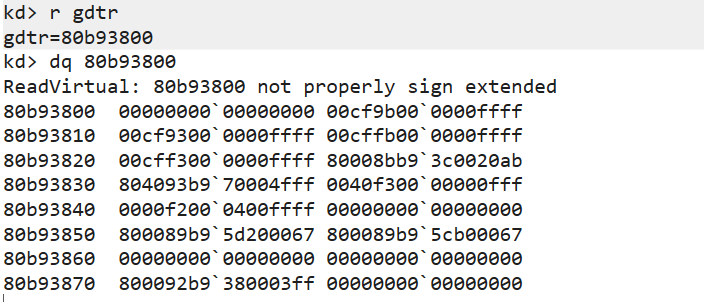 kd> r gdtr
gdtr=80b93800
kd> dq 80b93800
ReadVirtual: 80b93800 not properly sign extended
80b93800  00000000`00000000 00cf9b00`0000ffff
80b93810  00cf9300`0000ffff 00cffb00`0000ffff
80b93820  00cff300`0000ffff 80008bb9`3c0020ab
80b93830  804093b9`70004fff 0040f300`00000fff
80b93840  0000f200`0400ffff 00000000`00000000
80b93850  800089b9`5d200067 800089b9`5cb00067
80b93860  00000000`00000000 00000000`00000000
80b93870  800092b9`380003ff 00000000`00000000